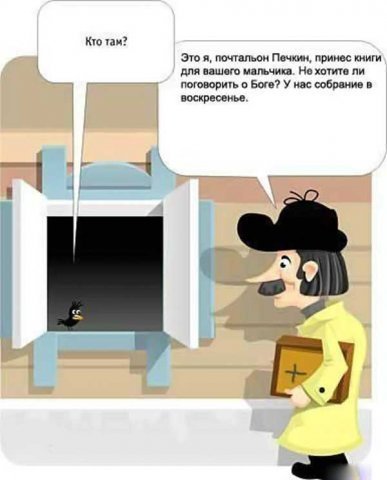 Кто там?
Это я, почтальон Печкин, принес книги
для вашего мальчика. Не хотите ли
поговорить о Боге? У нас собрание в
воскресенье.